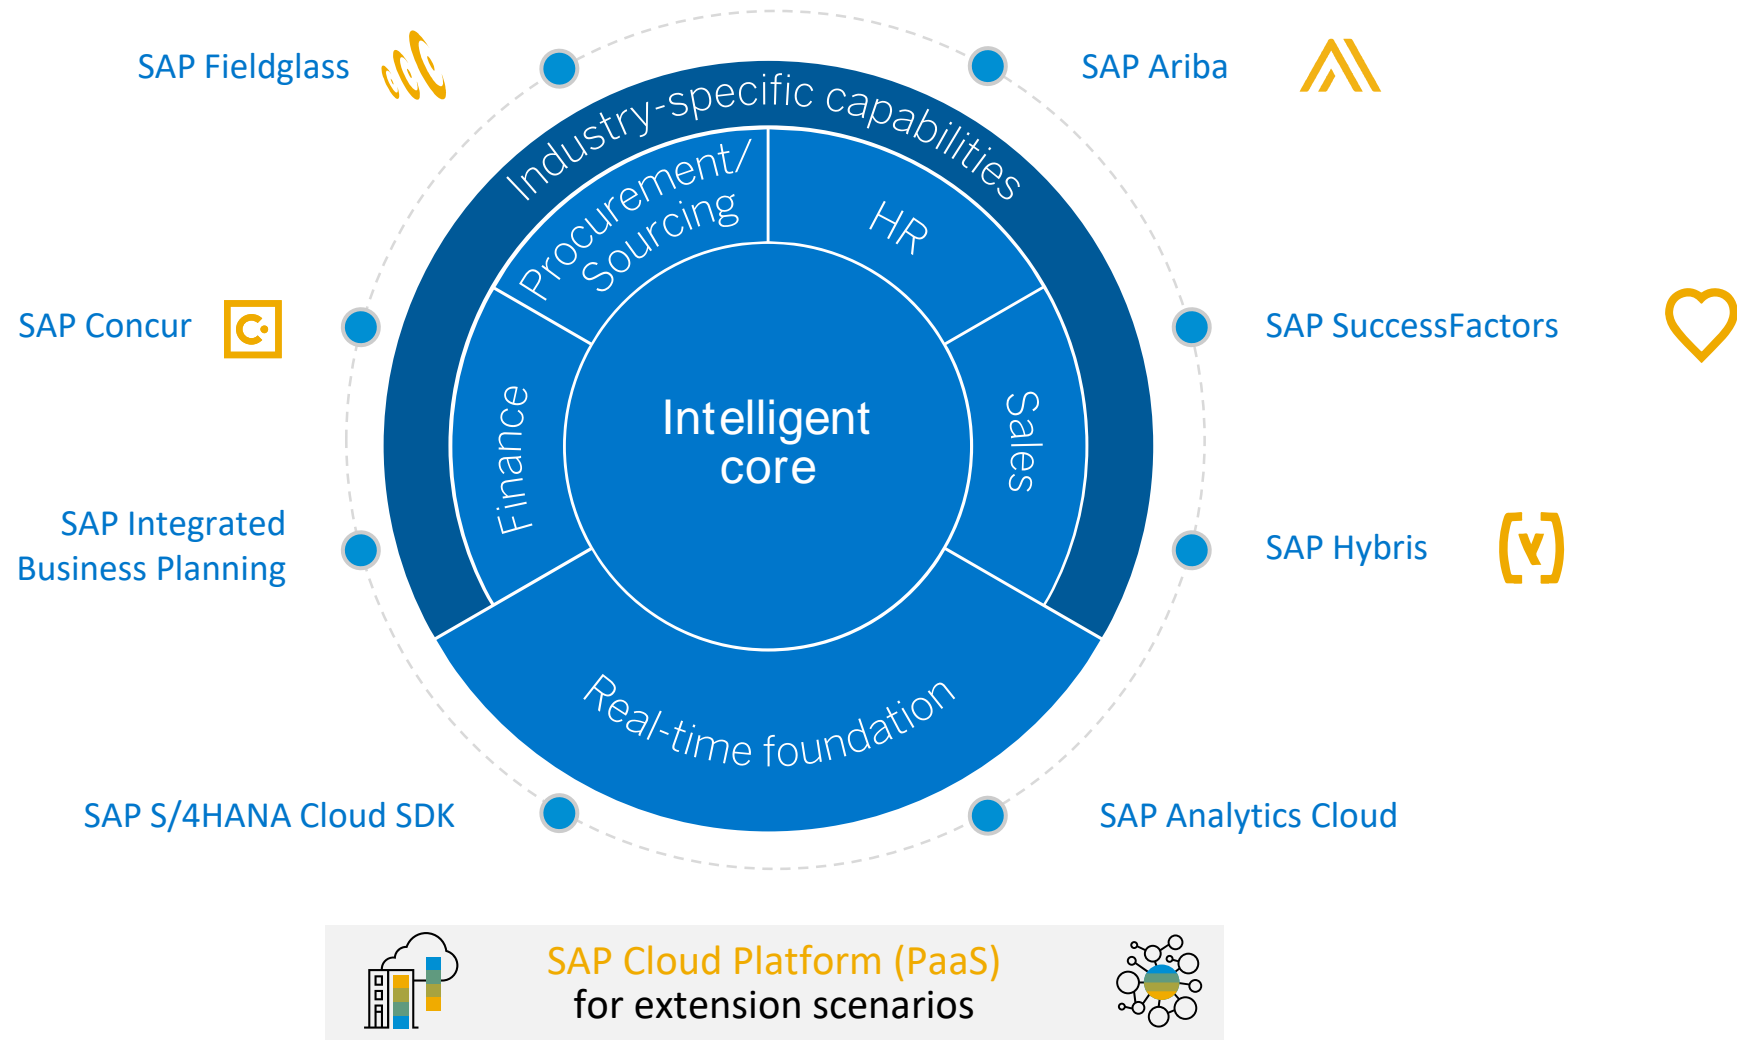 SAP Fieldglass
SAP Ariba
Industry-specific capabilities
Procurement/
Sourcing
HR
SAP Concur
SAP SuccessFactors
Finance
Intelligent
core
Sales
SAP Integrated
Business Planning
SAP Hybris
Real-time foundation
SAP S/4HANA Cloud SDK
SAP Analytics Cloud
SAP Cloud Platform (PaaS)
for extension scenarios